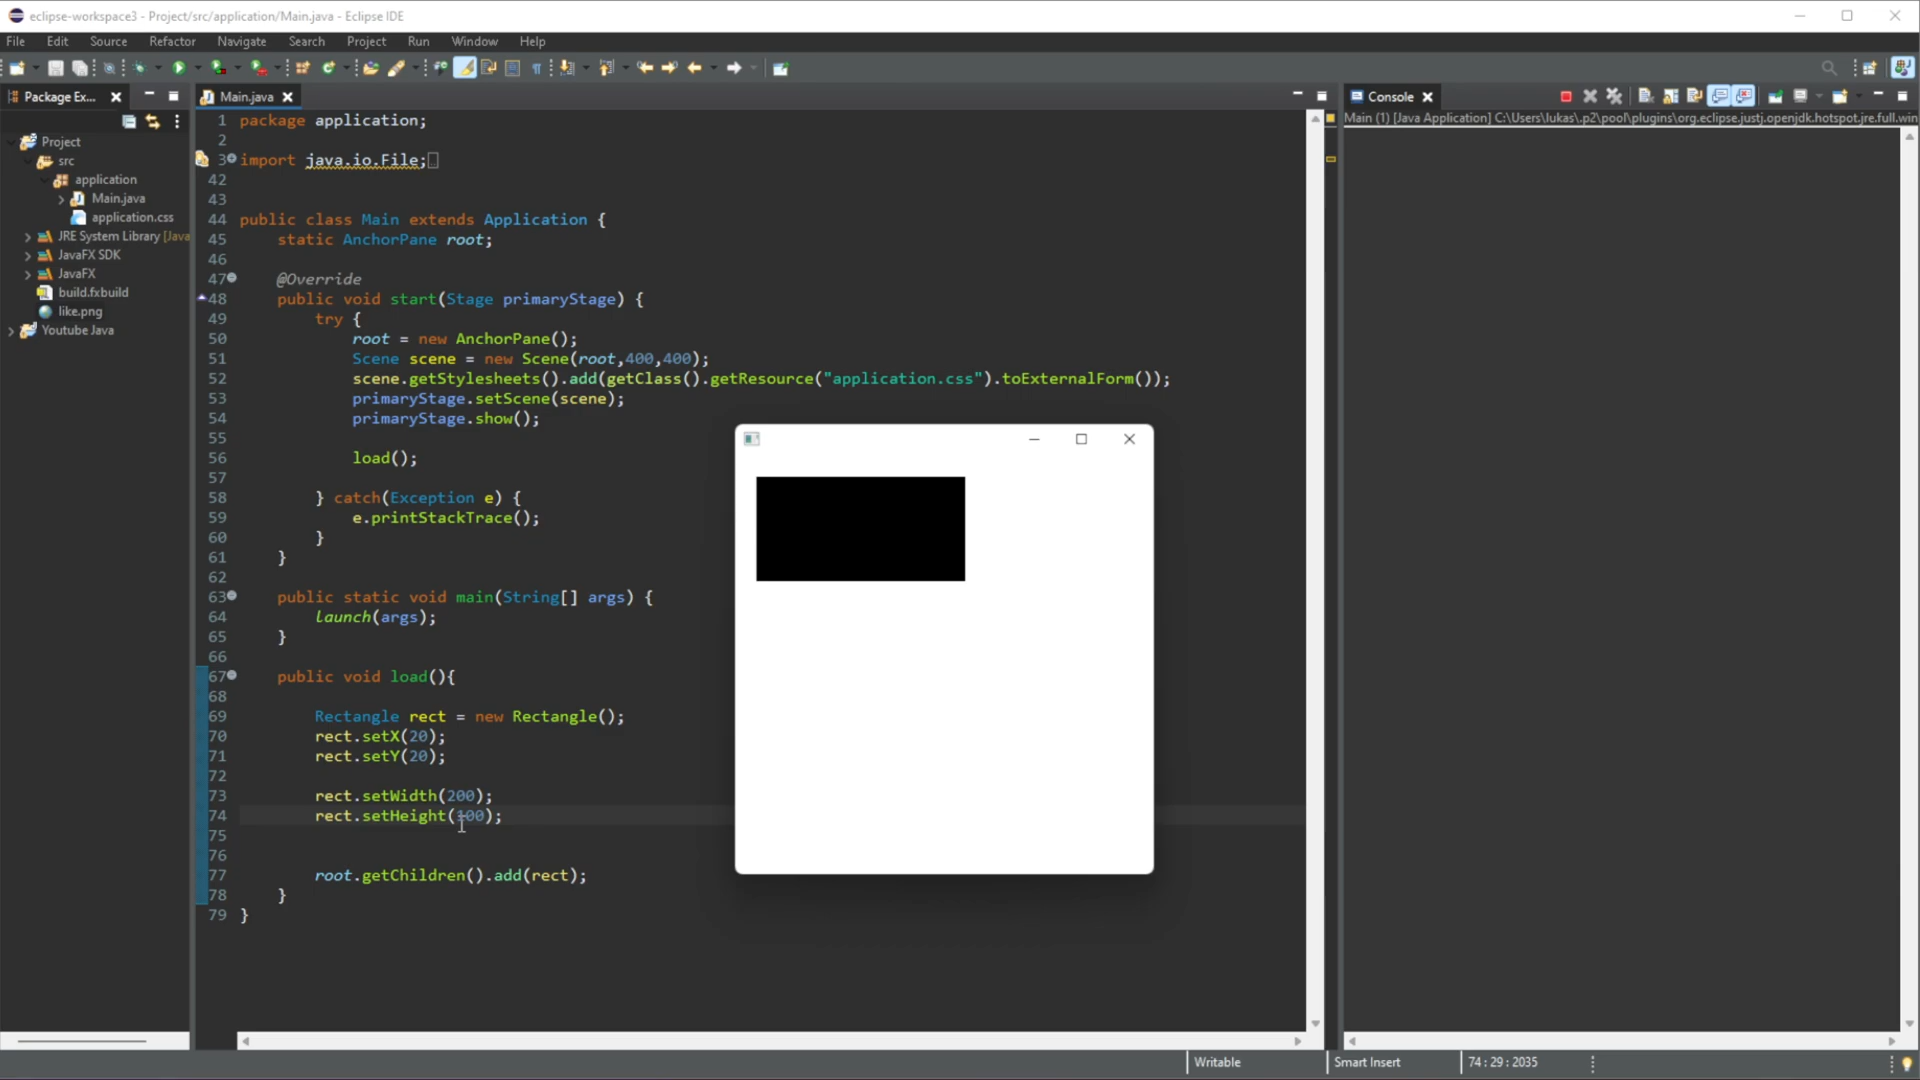 eclipse-workspace3 - Project/src/application/Main.java - Eclipse IDE
File Edit Source Refactor Navigate Search Project Run Window Help
Package Ex...
Main.java
Console
Main (1) [Java Application] C:\Users\lukas\.p2\pool\plugins\org.eclipse.justj.openjdk.hotspot.jre.full.win
Project
src
application
Main.java
application.css
JRE System Library [Java
JavaFX SDK
JavaFX
build.fxbuild
like.png
Youtube Java
1 package application;
2
3 import java.io.File;
42
43
44 public class Main extends Application {
45 static AnchorPane root;
46
47 @Override
48 public void start(Stage primaryStage) {
49 try {
50 root = new AnchorPane();
51 Scene scene = new Scene(root,400,400);
52 scene.getStylesheets().add(getClass().getResource("application.css").toExternalForm());
53 primaryStage.setScene(scene);
54 primaryStage.show();
55
56 load();
57
58 } catch(Exception e) {
59 e.printStackTrace();
60 }
61 }
62
63 public static void main(String[] args) {
64 launch(args);
65 }
66
67 public void load(){
68
69 Rectangle rect = new Rectangle();
70 rect.setX(20);
71 rect.setY(20);
72
73 rect.setWidth(200);
74 rect.setHeight(100);
75
76
77 root.getChildren().add(rect);
78 }
79 }
Writable
Smart Insert
74 : 29 : 2035